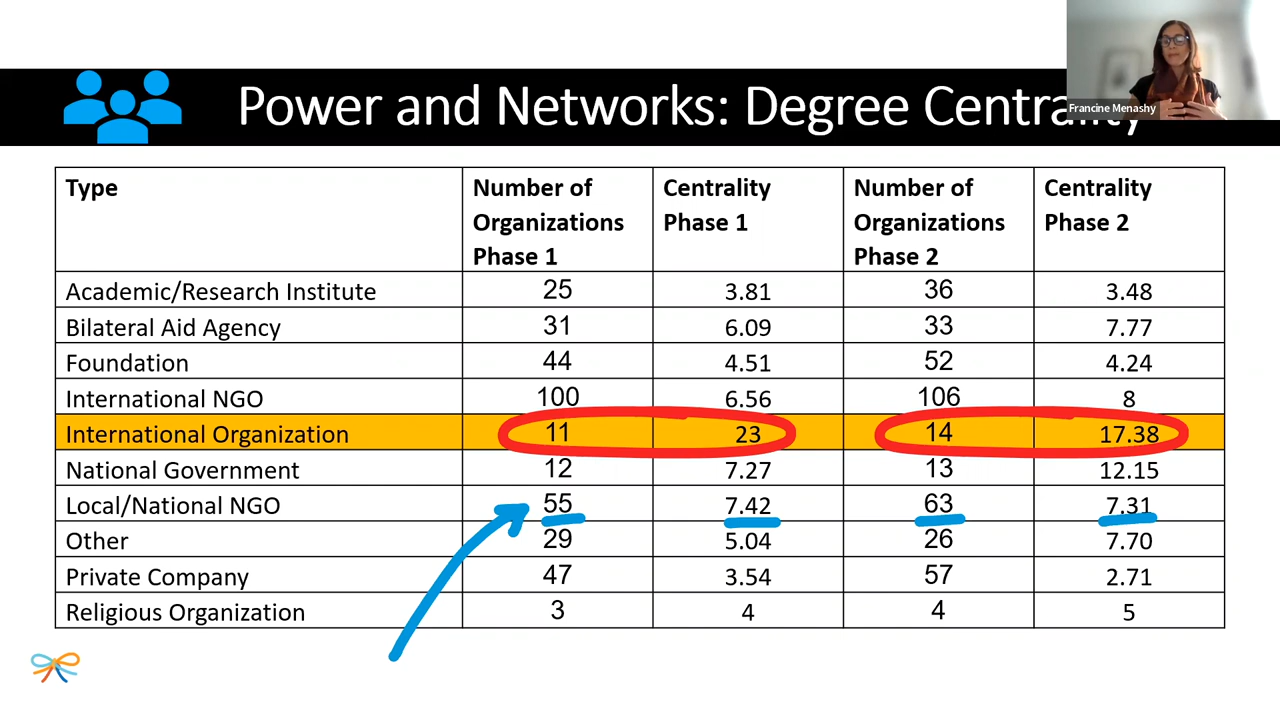 Power and Networks: Degree Centrality
Francine Menashy
Type Number of Organizations Phase 1 Centrality Phase 1 Number of Organizations Phase 2 Centrality Phase 2
Academic/Research Institute 25 3.81 36 3.48
Bilateral Aid Agency 31 6.09 33 7.77
Foundation 44 4.51 52 4.24
International NGO 100 6.56 106 8
International Organization 11 23 14 17.38
National Government 12 7.27 13 12.15
Local/National NGO 55 7.42 63 7.31
Other 29 5.04 26 7.70
Private Company 47 3.54 57 2.71
Religious Organization 3 4 4 5